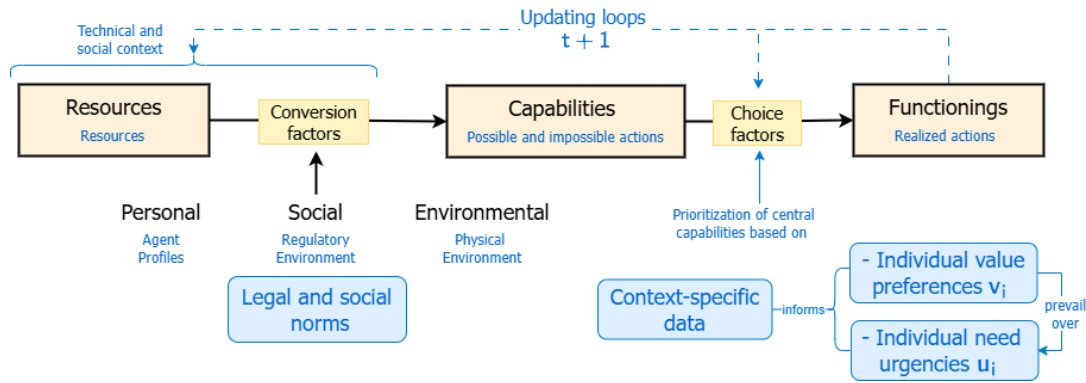 Updating loops
t + 1
Technical and
social context
Resources
Resources
Conversion
factors
Capabilities
Possible and impossible actions
Choice
factors
Functionings
Realized actions
Personal
Agent
Profiles
Social
Regulatory
Environment
Environmental
Physical
Environment
Legal and social
norms
Prioritization of central
capabilities based on
Context-specific
data
informs
- Individual value
preferences vi
prevail
over
- Individual need
urgencies ui